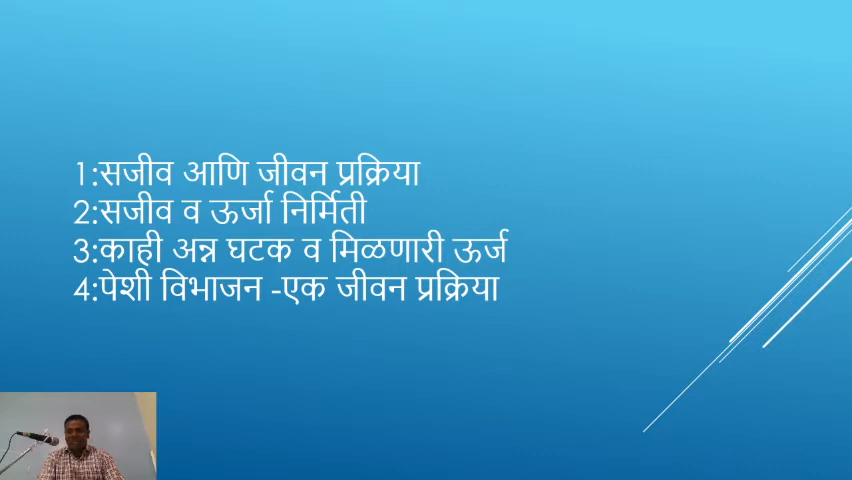 1:सजीव आणि जीवन प्रक्रिया
2:सजीव व ऊर्जा निर्मिती
3:काही अन्न घटक व मिळणारी ऊर्ज
4:पेशी विभाजन -एक जीवन प्रक्रिया